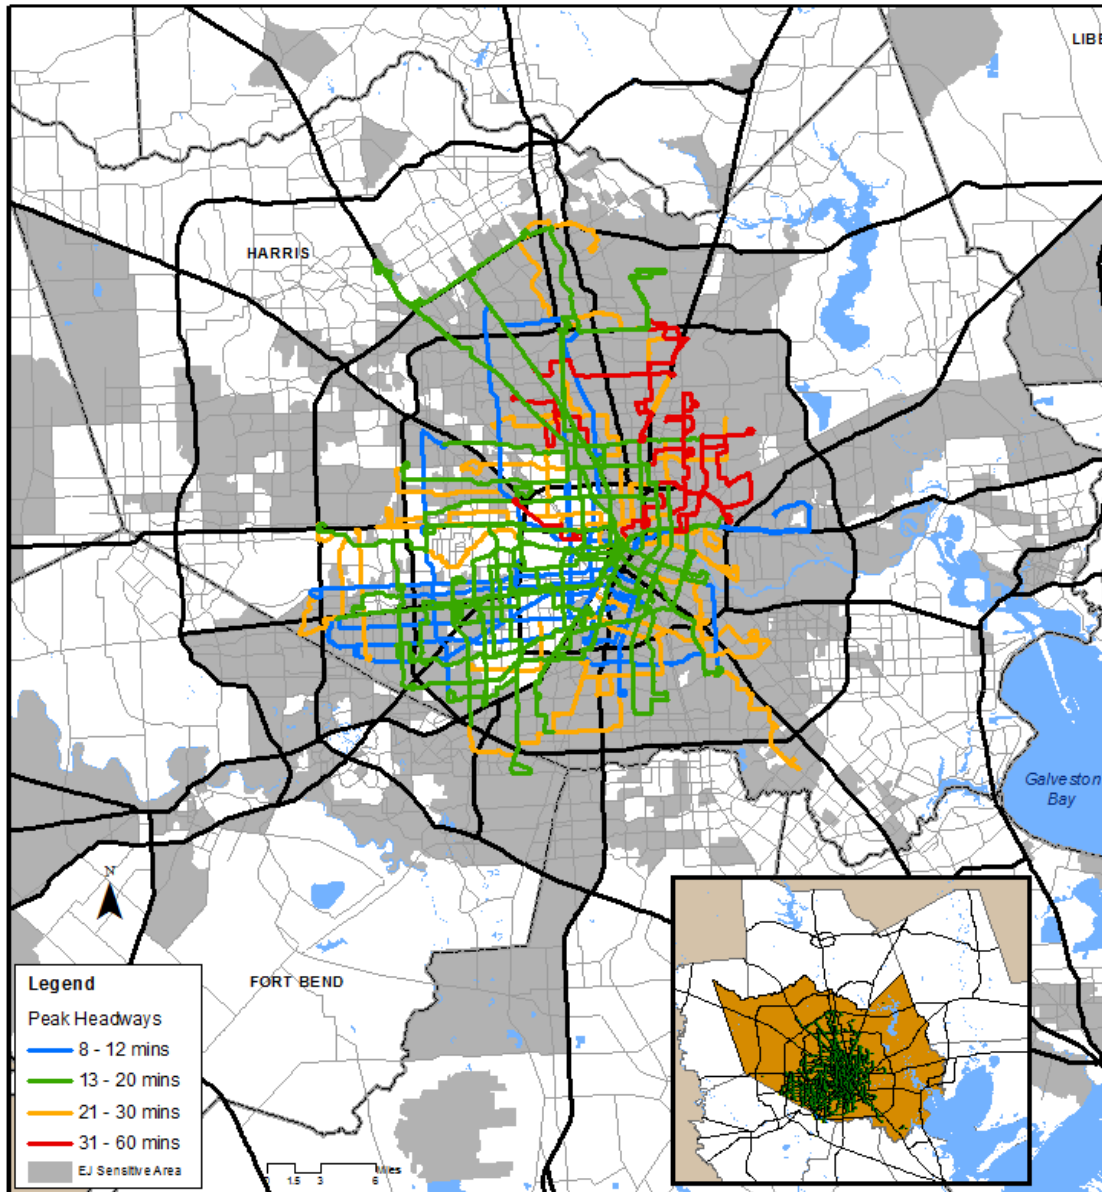 LIBE
HARRIS
Galveston
Bay
N
FORT BEND
Legend
Peak Headways
8 - 12 mins
13 - 20 mins
21 - 30 mins
31 - 60 mins
EJ Sensitive Area
Miles
1.5 3 6